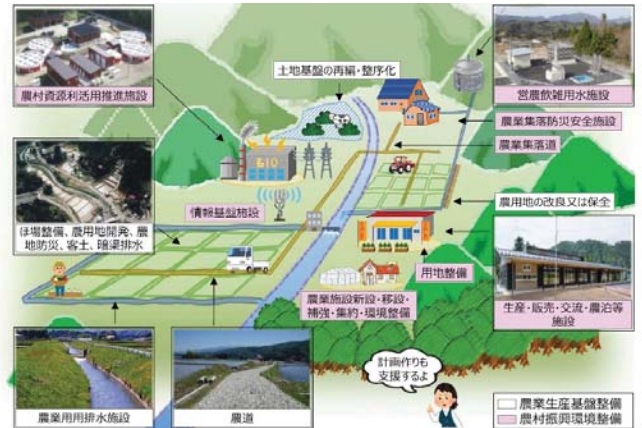 土地基盤の再編・整序化
農村資源利活用推進施設
営農飲雑用水施設
農業集落防災安全施設
農業集落道
BIO
情報基盤施設
農用地の改良又は保全
ほ場整備、農用地開発、農
地防災、客土、暗渠排水
用地整備
農業施設新設・移設・
補強・集約・環境整備
生産・販売・交流・農泊等
施設
計画作りも
支援するよ
農業用用排水施設
農道
農業生産基盤整備
農村振興環境整備